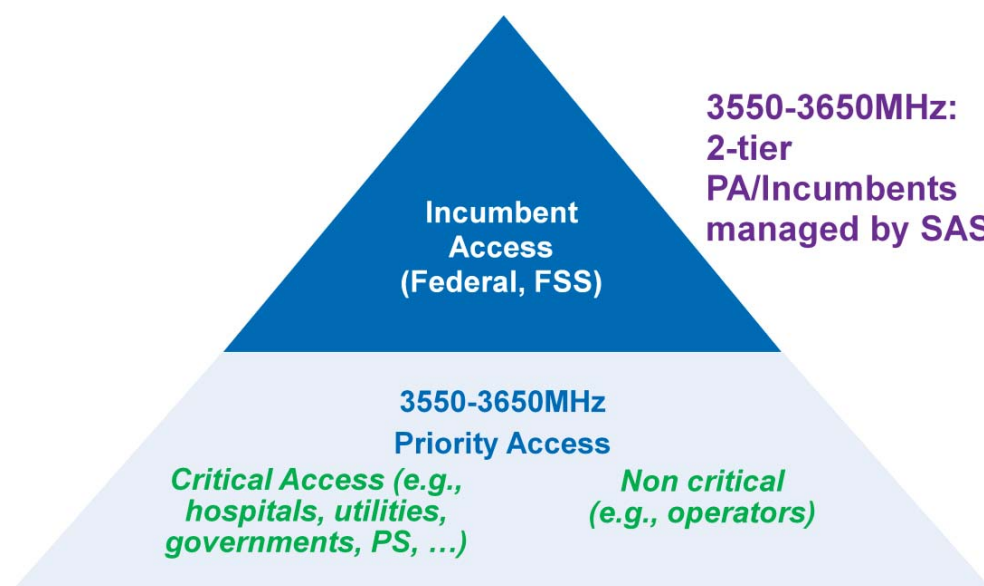 3550-3650MHz:
2-tier
PA/Incumbents
managed by SAS
Incumbent
Access
(Federal, FSS)
3550-3650MHz
Priority Access
Critical Access (e.g.,
hospitals, utilities,
governments, PS, …)
Non critical
(e.g., operators)